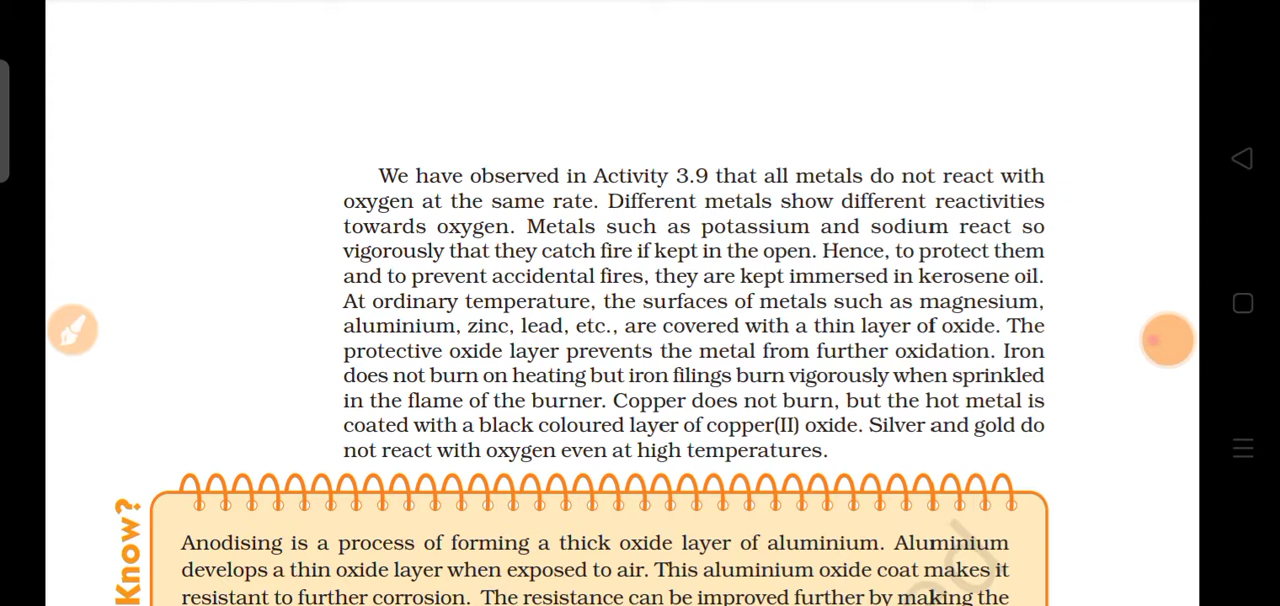 We have observed in Activity 3.9 that all metals do not react with
oxygen at the same rate. Different metals show different reactivities
towards oxygen. Metals such as potassium and sodium react so
vigorously that they catch fire if kept in the open. Hence, to protect them
and to prevent accidental fires, they are kept immersed in kerosene oil.
At ordinary temperature, the surfaces of metals such as magnesium,
aluminium, zinc, lead, etc., are covered with a thin layer of oxide. The
protective oxide layer prevents the metal from further oxidation. Iron
does not burn on heating but iron filings burn vigorously when sprinkled
in the flame of the burner. Copper does not burn, but the hot metal is
coated with a black coloured layer of copper(II) oxide. Silver and gold do
not react with oxygen even at high temperatures.
Know?
Anodising is a process of forming a thick oxide layer of aluminium. Aluminium
develops a thin oxide layer when exposed to air. This aluminium oxide coat makes it
resistant to further corrosion. The resistance can be improved further by making the